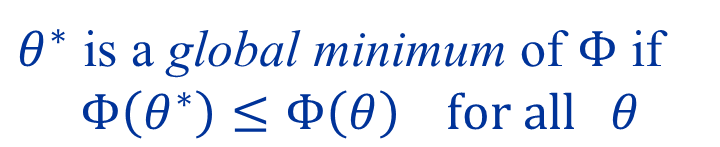 θ* is a global minimum of Φ if
Φ(θ*) ≤ Φ(θ) for all θ